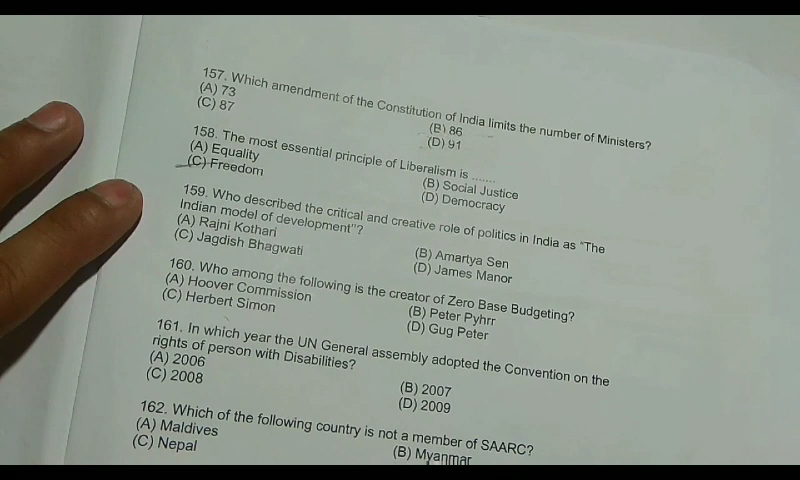 157. Which amendment of the Constitution of India limits the number of Ministers?
(A) 73
(B) 86
(C) 87
(D) 91
158. The most essential principle of Liberalism is .......
(A) Equality
(B) Social Justice
(C) Freedom
(D) Democracy
159. Who described the critical and creative role of politics in India as "The
Indian model of development"?
(A) Rajni Kothari
(B) Amartya Sen
(C) Jagdish Bhagwati
(D) James Manor
160. Who among the following is the creator of Zero Base Budgeting?
(A) Hoover Commission
(B) Peter Pyhrr
(C) Herbert Simon
(D) Gug Peter
161. In which year the UN General assembly adopted the Convention on the
rights of person with Disabilities?
(A) 2006
(B) 2007
(C) 2008
(D) 2009
162. Which of the following country is not a member of SAARC?
(A) Maldives
(B) Myanmar
(C) Nepal